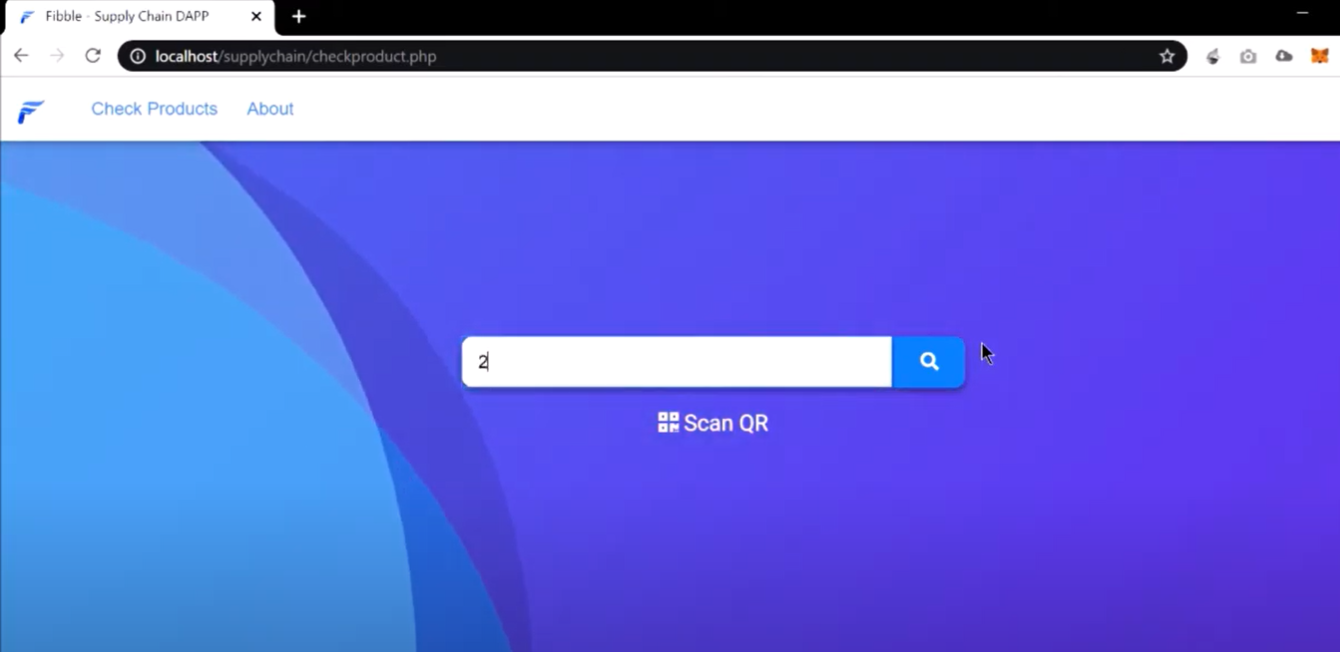 Fibble - Supply Chain DAPP
localhost/supplychain/checkproduct.php
Check Products About
2
Scan QR